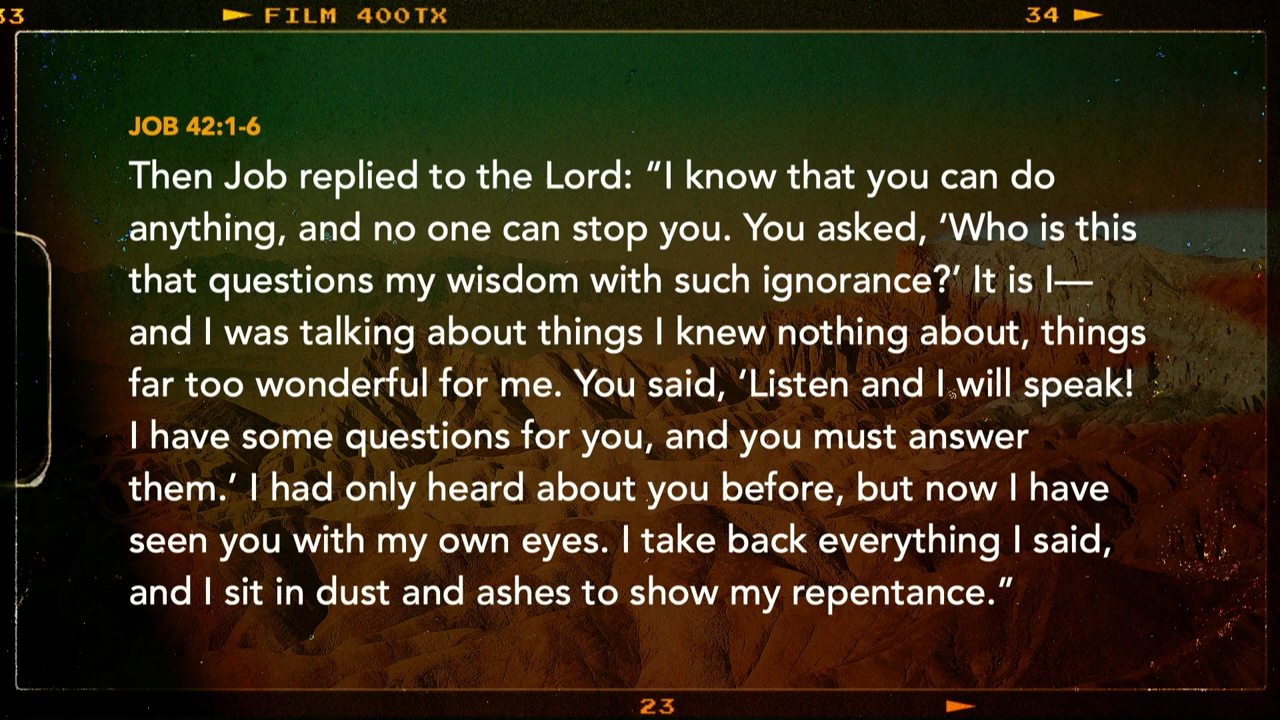 33 FILM 400TX 34
JOB 42:1-6
Then Job replied to the Lord: “I know that you can do
anything, and no one can stop you. You asked, ‘Who is this
that questions my wisdom with such ignorance?’ It is I—
and I was talking about things I knew nothing about, things
far too wonderful for me. You said, ‘Listen and I will speak!
I have some questions for you, and you must answer
them.’ I had only heard about you before, but now I have
seen you with my own eyes. I take back everything I said,
and I sit in dust and ashes to show my repentance.”
23